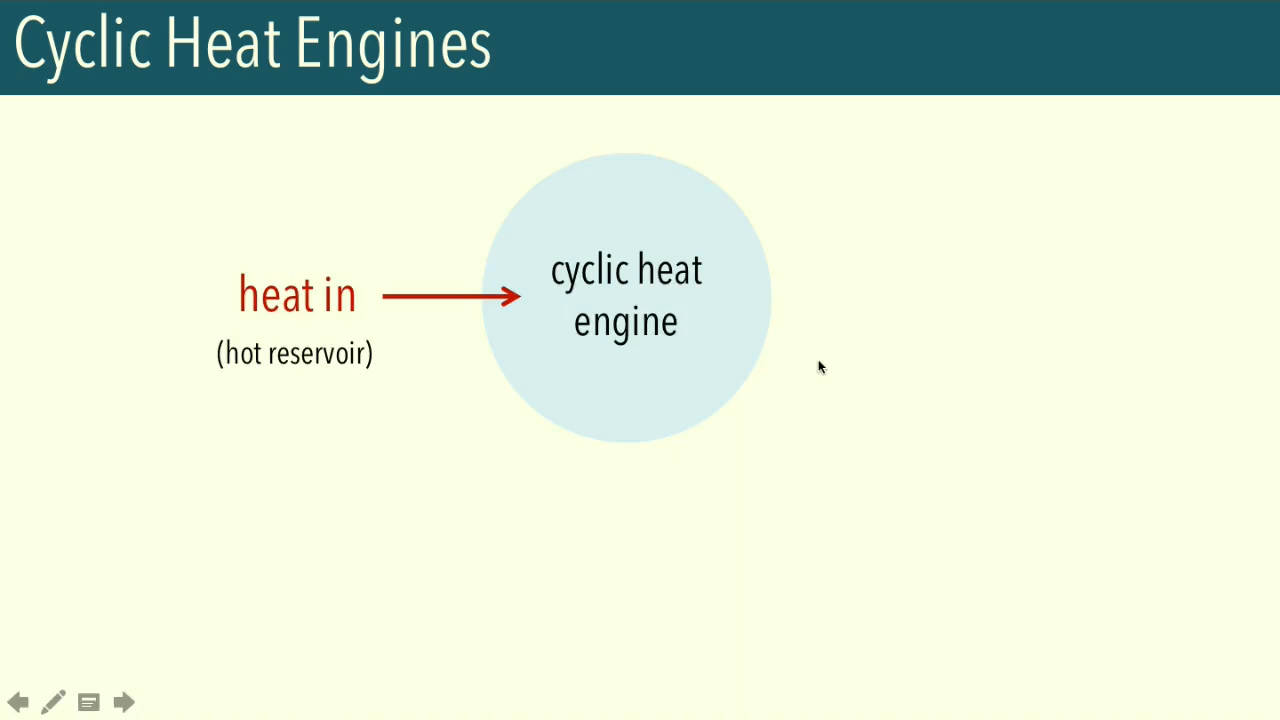 Cyclic Heat Engines
cyclic heat
engine
heat in
(hot reservoir)